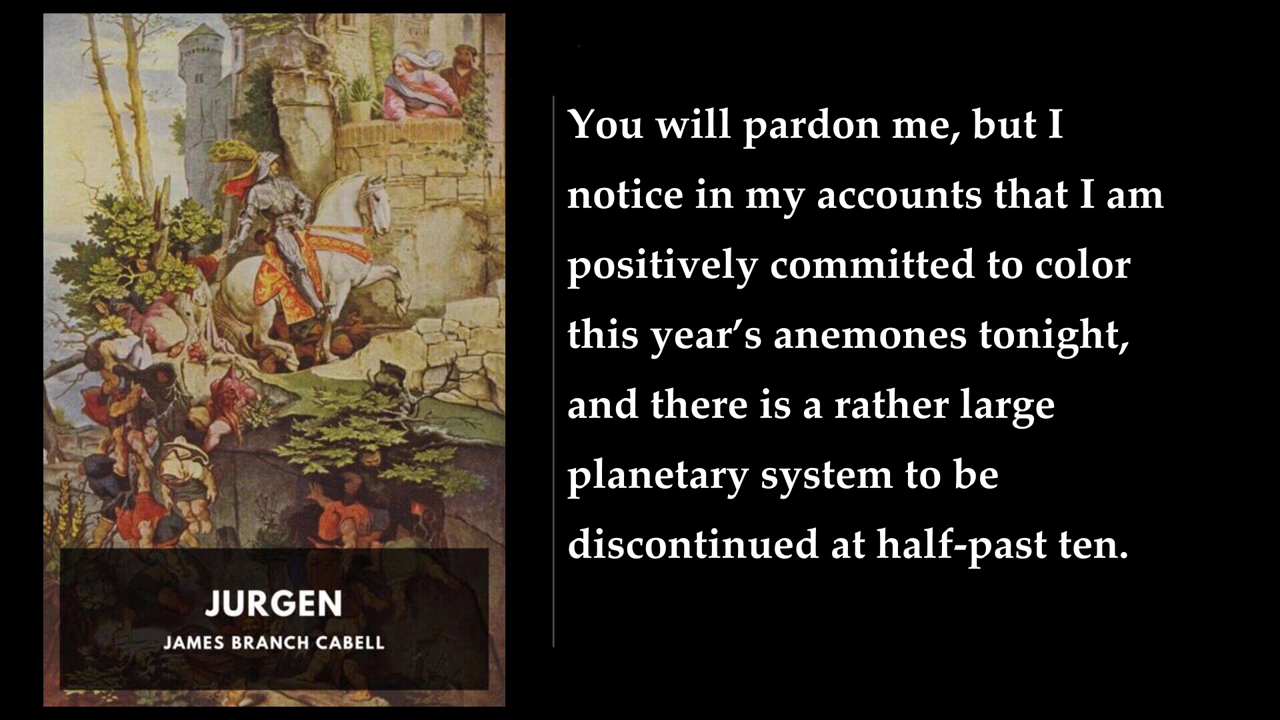 You will pardon me, but I
notice in my accounts that I am
positively committed to color
this year’s anemones tonight,
and there is a rather large
planetary system to be
discontinued at half-past ten.
JURGEN
JAMES BRANCH CABELL